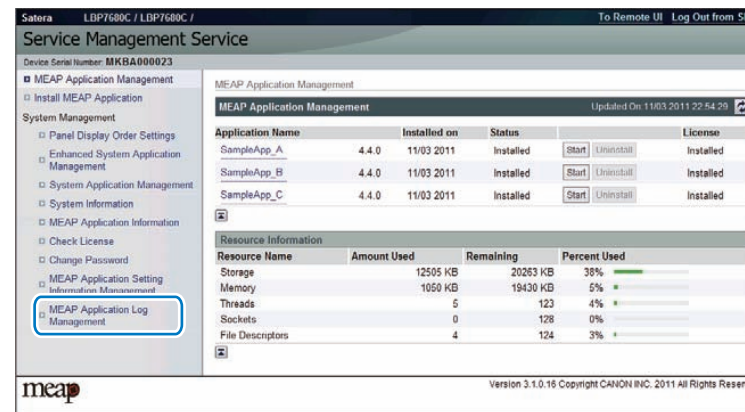 Satera LBP7680C / LBP7680C / To Remote UI Log Out from S
Service Management Service
Device Serial Number: MKBA000023
MEAP Application Management
Install MEAP Application
System Management
Panel Display Order Settings
Enhanced System Application
Management
System Application Management
System Information
MEAP Application Information
Check License
Change Password
MEAP Application Setting
Information Management
MEAP Application Log
Management
MEAP Application Management
MEAP Application Management Updated On:11/03 2011 22:54:29
Application Name Installed on Status License
SampleApp_A 4.4.0 11/03 2011 Installed Start Uninstall Installed
SampleApp_B 4.4.0 11/03 2011 Installed Start Uninstall Installed
SampleApp_C 4.4.0 11/03 2011 Installed Start Uninstall Installed
Resource Information
Resource Name Amount Used Remaining Percent Used
Storage 12505 KB 20263 KB 38%
Memory 1050 KB 19430 KB 5%
Threads 5 123 4%
Sockets 0 128 0%
File Descriptors 4 124 3%
meap
Version 3.1.0.16 Copyright CANON INC. 2011 All Rights Reser